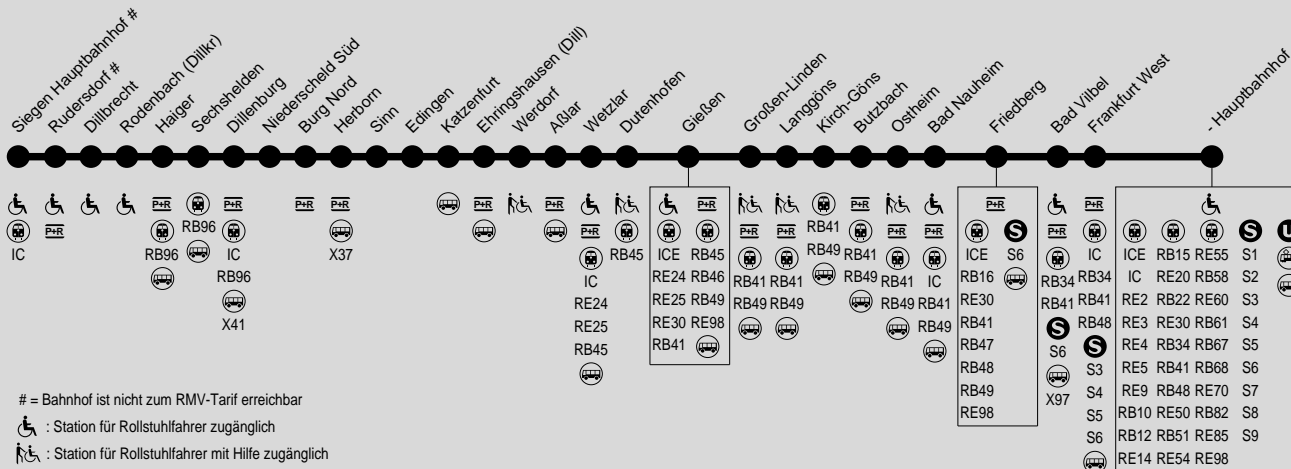 Siegen Hauptbahnhof #
Rudersdorf #
Dillbrecht
Rodenbach (Dillkr)
Haiger
Sechshelden
Dillenburg
Niederscheld Süd
Burg Nord
Herborn
Sinn
Edingen
Katzenfurt
Ehringshausen (Dill)
Werdorf
Aßlar
Wetzlar
Dutenhofen
Gießen
Großen-Linden
Langgöns
Kirch-Göns
Butzbach
Ostheim
Bad Nauheim
Friedberg
Bad Vilbel
Frankfurt West
- Hauptbahnhof
IC
P+R
P+R
RB96
RB96
P+R
IC
RB96
X41
P+R
P+R
X37
P+R
P+R
P+R
IC
RE24
RE25
RB45
RB45
P+R
ICE RB45
RE24 RB46
RE25 RB49
RE30 RE98
RB41
P+R
RB41
RB49
P+R
RB41
RB49
RB41
RB49
P+R
RB41
RB49
P+R
RB41
RB49
P+R
IC
RB41
RB49
P+R
S
ICE S6
RB16
RE30
RB41
RB47
RB48
RB49
RE98
P+R
RB34
RB41
S
S6
X97
P+R
IC
RB34
RB41
RB48
S
S3
S4
S5
S6
S U
ICE RB15 RE55 S1
IC RE20 RB58 S2
RE2 RB22 RE60 S3
RE3 RE30 RB61 S4
RE4 RB34 RB67 S5
RE5 RB41 RB68 S6
RE9 RB48 RE70 S7
RB10 RE50 RB82 S8
RB12 RB51 RE85 S9
RE14 RE54 RE98
# = Bahnhof ist nicht zum RMV-Tarif erreichbar
: Station für Rollstuhlfahrer zugänglich
: Station für Rollstuhlfahrer mit Hilfe zugänglich